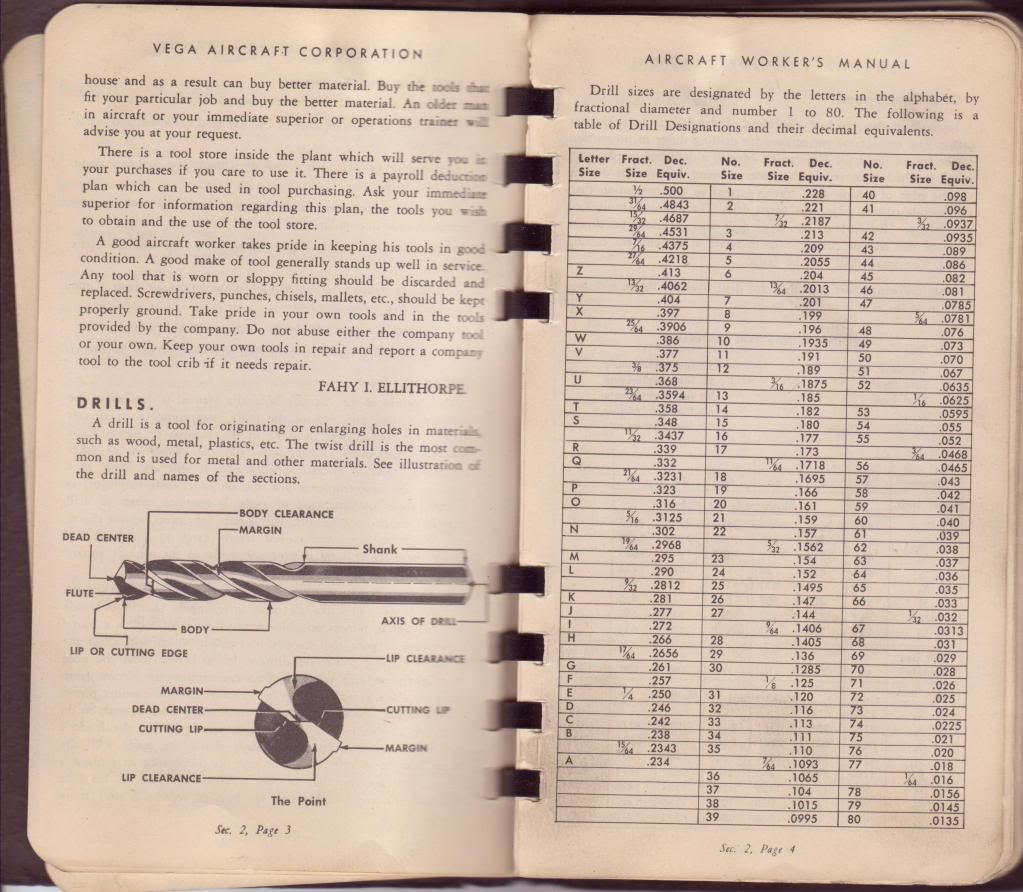 VEGA AIRCRAFT CORPORATION
house and as a result can buy better material. Buy the tools that
fit your particular job and buy the better material. An older man
in aircraft or your immediate superior or operations trainer will
advise you at your request.
There is a tool store inside the plant which will serve you in
your purchases if you care to use it. There is a payroll deduction
plan which can be used in tool purchasing. Ask your immediate
superior for information regarding this plan, the tools you wish
to obtain and the use of the tool store.
A good aircraft worker takes pride in keeping his tools in good
condition. A good make of tool generally stands up well in service.
Any tool that is worn or sloppy fitting should be discarded and
replaced. Screwdrivers, punches, chisels, mallets, etc., should be kept
properly ground. Take pride in your own tools and in the tools
provided by the company. Do not abuse either the company tool
or your own. Keep your own tools in repair and report a company
tool to the tool crib if it needs repair.
FAHY I. ELLITHORPE
DRILLS.
A drill is a tool for originating or enlarging holes in materials,
such as wood, metal, plastics, etc. The twist drill is the most com-
mon and is used for metal and other materials. See illustration of
the drill and names of the sections.
BODY CLEARANCE
MARGIN
DEAD CENTER
Shank
FLUTE
BODY
AXIS OF DRILL
LIP OR CUTTING EDGE
LIP CLEARANCE
MARGIN
DEAD CENTER
CUTTING LIP
CUTTING LIP
MARGIN
LIP CLEARANCE
The Point
Sec. 2, Page 3
AIRCRAFT WORKER'S MANUAL
Drill sizes are designated by the letters in the alphabet, by
fractional diameter and number 1 to 80. The following is a
table of Drill Designations and their decimal equivalents.
Letter Fract. Dec. No. Fract. Dec. No. Fract. Dec.
Size Size Equiv. Size Size Equiv. Size Size Equiv.
1/2 .500 1 .228 40 .098
31/64 .4843 2 .221 41 .096
15/32 .4687 7/32 .2187 3/32 .0937
29/64 .4531 3 .213 42 .0935
7/16 .4375 4 .209 43 .089
27/64 .4218 5 .2055 44 .086
Z .413 6 .204 45 .082
13/32 .4062 13/64 .2013 46 .081
Y .404 7 .201 47 .0785
X .397 8 .199 5/64 .0781
25/64 .3906 9 .196 48 .076
W .386 10 .1935 49 .073
V .377 11 .191 50 .070
3/8 .375 12 .189 51 .067
U .368 3/16 .1875 52 .0635
23/64 .3594 13 .185 1/16 .0625
T .358 14 .182 53 .0595
S .348 15 .180 54 .055
11/32 .3437 16 .177 55 .052
R .339 17 .173 3/64 .0468
Q .332 11/64 .1718 56 .0465
21/64 .3231 18 .1695 57 .043
P .323 19 .166 58 .042
O .316 20 .161 59 .041
5/16 .3125 21 .159 60 .040
N .302 22 .157 61 .039
19/64 .2968 5/32 .1562 62 .038
M .295 23 .154 63 .037
L .290 24 .152 64 .036
9/32 .2812 25 .1495 65 .035
K .281 26 .147 66 .033
J .277 27 .144 1/32 .032
I .272 9/64 .1406 67 .0313
H .266 28 .1405 68 .031
17/64 .2656 29 .136 69 .029
G .261 30 .1285 70 .028
F .257 1/8 .125 71 .026
E 1/4 .250 31 .120 72 .025
D .246 32 .116 73 .024
C .242 33 .113 74 .0225
B .238 34 .111 75 .021
15/64 .2343 35 .110 76 .020
A .234 7/64 .1093 77 .018
36 .1065 1/64 .016
37 .104 78 .0156
38 .1015 79 .0145
39 .0995 80 .0135
Sec. 2, Page 4